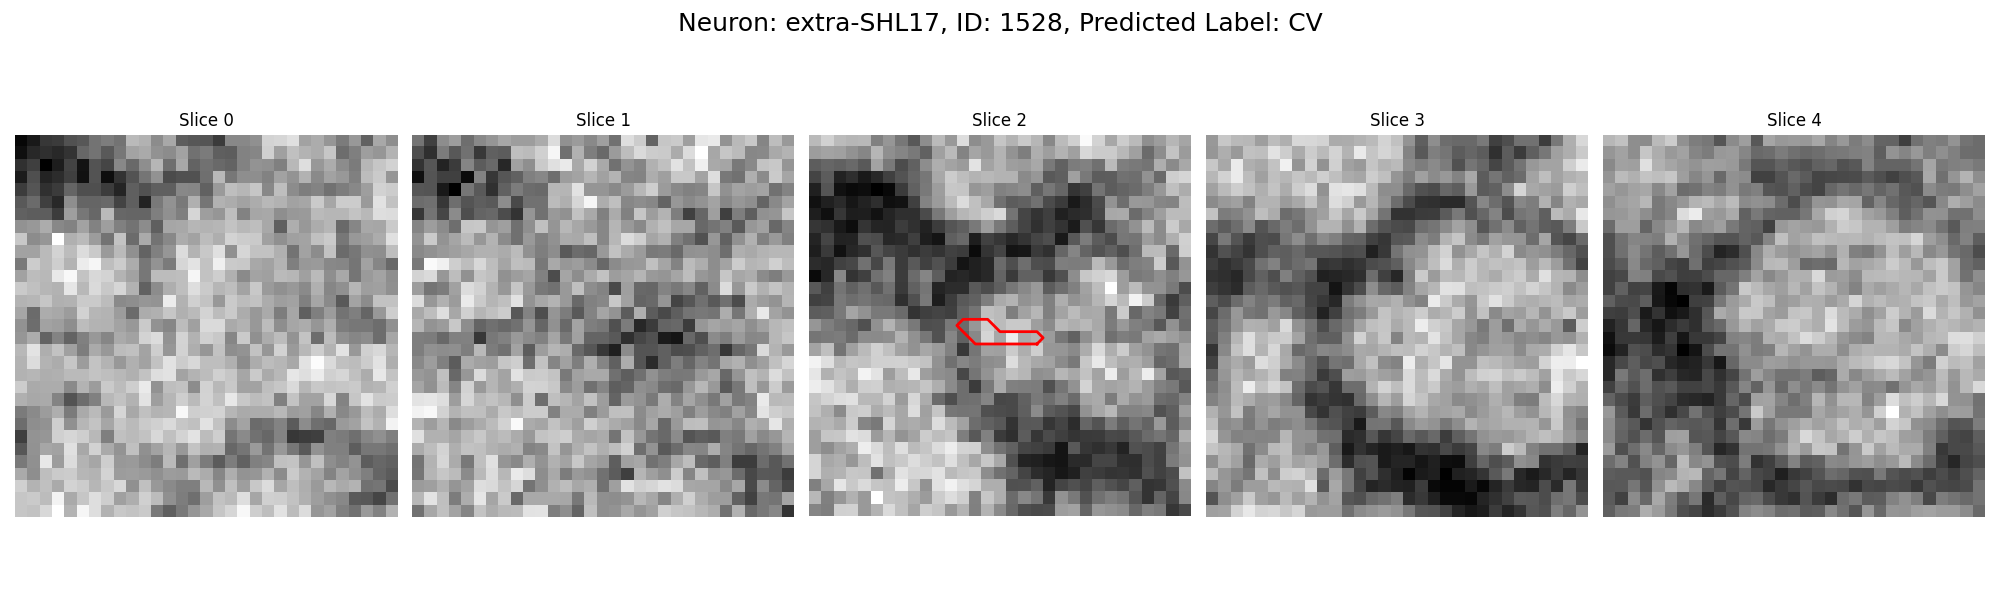 Neuron: extra-SHL17, ID: 1528, Predicted Label: CV
Slice 0
Slice 1
Slice 2
Slice 3
Slice 4